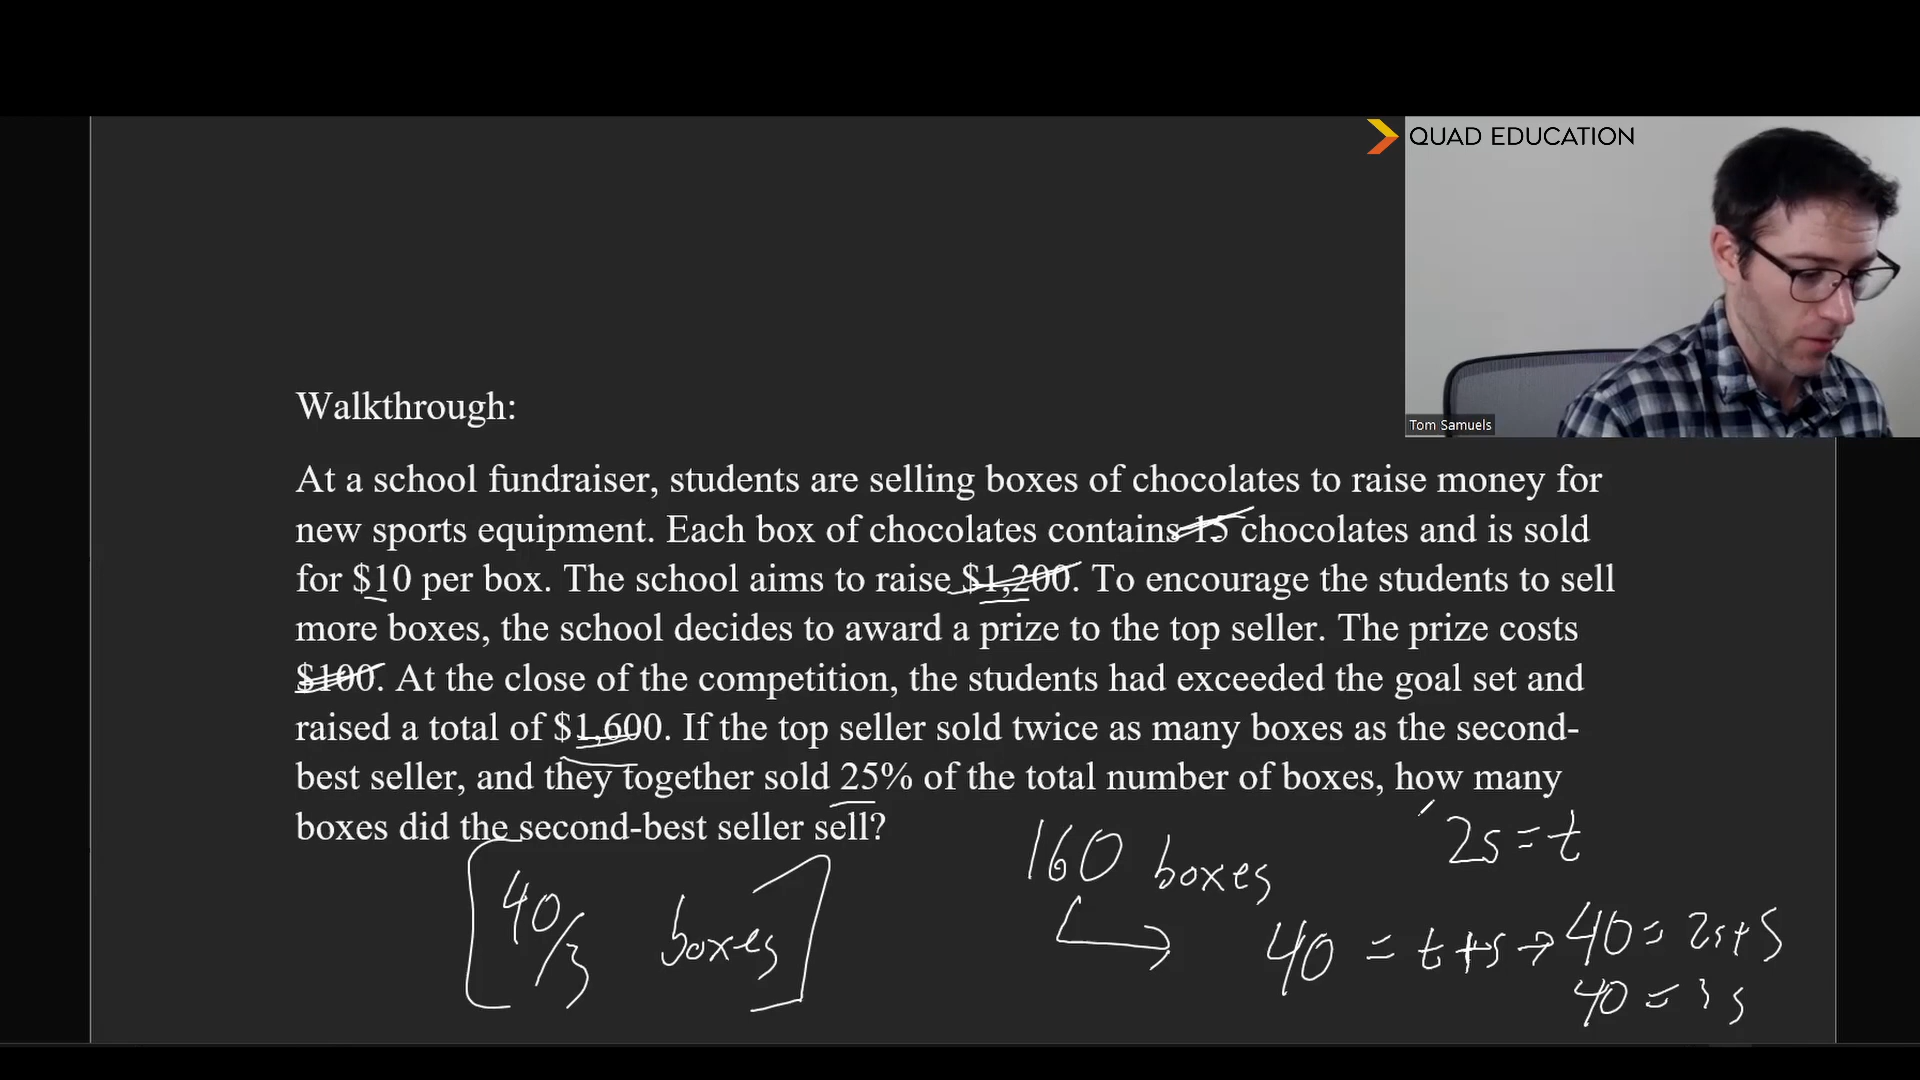 QUAD EDUCATION
Tom Samuels
Walkthrough:
At a school fundraiser, students are selling boxes of chocolates to raise money for
new sports equipment. Each box of chocolates contains 15 chocolates and is sold
for $10 per box. The school aims to raise $1,200. To encourage the students to sell
more boxes, the school decides to award a prize to the top seller. The prize costs
$100. At the close of the competition, the students had exceeded the goal set and
raised a total of $1,600. If the top seller sold twice as many boxes as the second-
best seller, and they together sold 25% of the total number of boxes, how many
boxes did the second-best seller sell?
2s = t
160 boxes
40 = t + s → 40 = 2s + s
40 = 3s
40/3 boxes